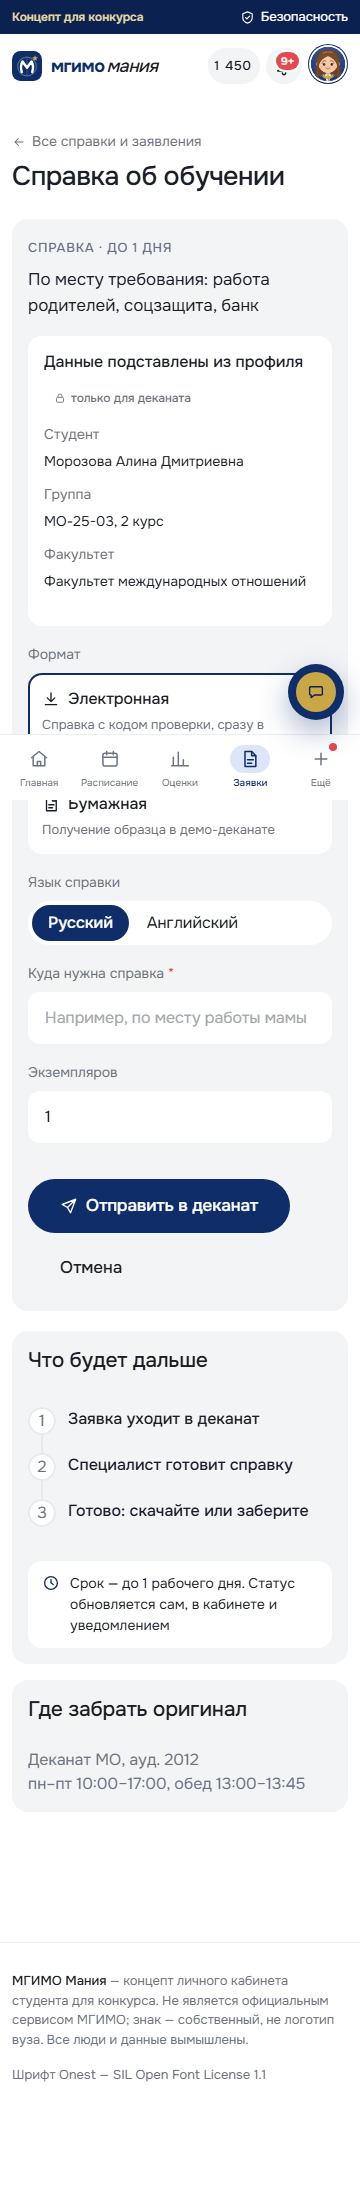 Концепт для конкурса
Безопасность
мгимо мания
1 450
9+
← Все справки и заявления
Справка об обучении
СПРАВКА · ДО 1 ДНЯ
По месту требования: работа
родителей, соцзащита, банк
Данные подставлены из профиля
только для деканата
Студент
Морозова Алина Дмитриевна
Группа
МО-25-03, 2 курс
Факультет
Факультет международных отношений
Формат
Электронная
Справка с кодом проверки, сразу в
Главная
Расписание
Оценки
Заявки
Ещё
Бумажная
Получение образца в демо-деканате
Язык справки
Русский
Английский
Куда нужна справка *
Например, по месту работы мамы
Экземпляров
1
Отправить в деканат
Отмена
Что будет дальше
1 Заявка уходит в деканат
2 Специалист готовит справку
3 Готово: скачайте или заберите
Срок — до 1 рабочего дня. Статус
обновляется сам, в кабинете и
уведомлением
Где забрать оригинал
Деканат МО, ауд. 2012
пн–пт 10:00–17:00, обед 13:00–13:45
МГИМО Мания — концепт личного кабинета
студента для конкурса. Не является официальным
сервисом МГИМО; знак — собственный, не логотип
вуза. Все люди и данные вымышлены.
Шрифт Onest — SIL Open Font License 1.1